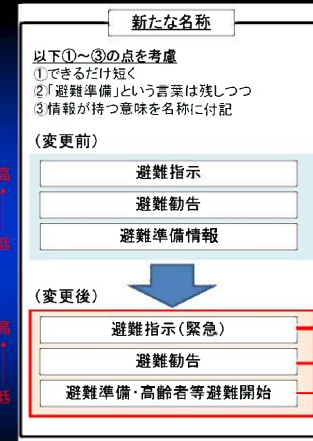 新たな名称
以下①～③の点を考慮
①できるだけ短く
②「避難準備」という言葉は残しつつ
③情報が持つ意味を名称に付記
(変更前)
高
避難指示
避難勧告
低
避難準備情報
(変更後)
高
避難指示(緊急)
避難勧告
低
避難準備・高齢者等避難開始